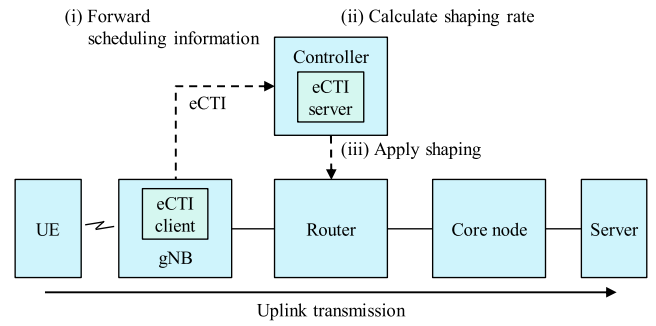 (i) Forward
scheduling information
(ii) Calculate shaping rate
Controller
eCTI
server
eCTI
(iii) Apply shaping
UE
eCTI
client
gNB
Router
Core node
Server
Uplink transmission